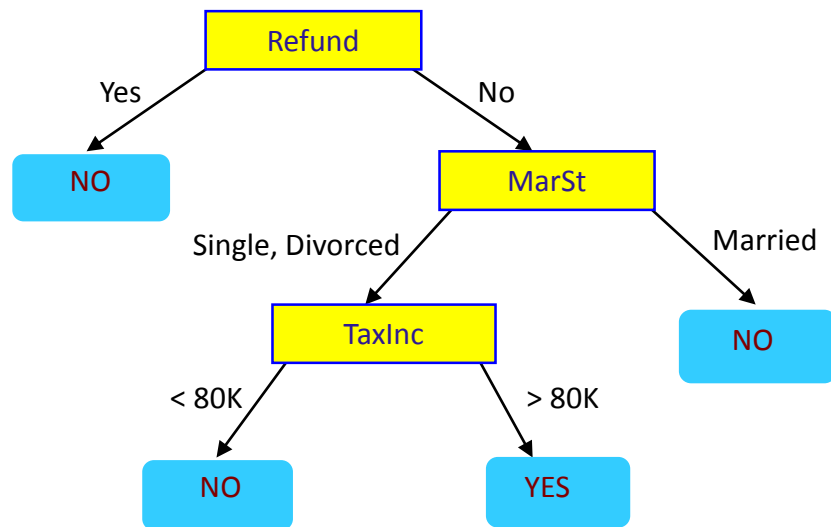 Refund
Yes
No
NO
MarSt
Single, Divorced
Married
TaxInc
NO
< 80K
> 80K
NO
YES